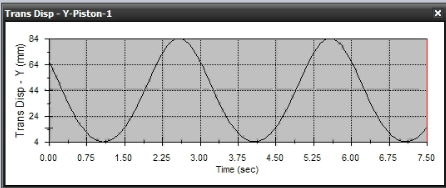 Trans Disp - Y-Piston-1
Trans Disp - Y (mm)
84
64
44
24
4
0.00 0.75 1.50 2.25 3.00 3.75 4.50 5.25 6.00 6.75 7.50
Time (sec)